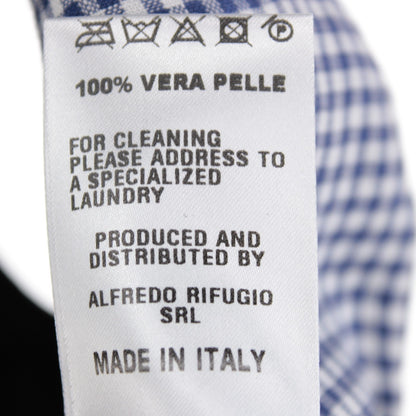 P
100% VERA PELLE
FOR CLEANING
PLEASE ADDRESS TO
A SPECIALIZED
LAUNDRY
PRODUCED AND
DISTRIBUTED BY
ALFREDO RIFUGIO
SRL
MADE IN ITALY